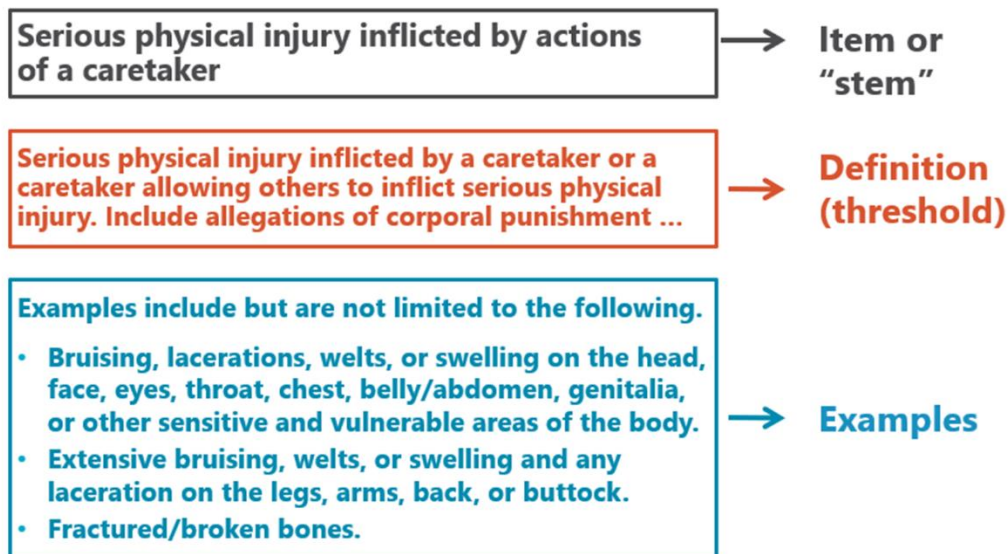 Serious physical injury inflicted by actions
of a caretaker
Item or
“stem”
Serious physical injury inflicted by a caretaker or a
caretaker allowing others to inflict serious physical
injury. Include allegations of corporal punishment ...
Definition
(threshold)
Examples include but are not limited to the following.
• Bruising, lacerations, welts, or swelling on the head,
face, eyes, throat, chest, belly/abdomen, genitalia,
or other sensitive and vulnerable areas of the body.
• Extensive bruising, welts, or swelling and any
laceration on the legs, arms, back, or buttock.
• Fractured/broken bones.
Examples